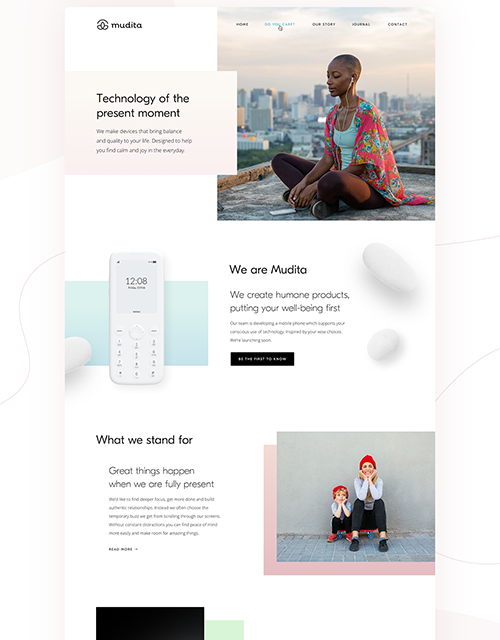 mudita
HOME DO YOU CARE? OUR STORY JOURNAL CONTACT
Technology of the
present moment
We make devices that bring balance
and quality to your life. Designed to help
you find calm and joy in the everyday.
12:08
We are Mudita
We create humane products,
putting your well-being first
Our team is developing a mobile phone which supports your
conscious use of technology. Inspired by your wise choices.
We're launching soon.
BE THE FIRST TO KNOW
What we stand for
Great things happen
when we are fully present
We'd like to find deeper focus, get more done and build
authentic relationships. Instead we often choose the
temporary buzz we get from scrolling through our screens.
Without constant distractions you can find peace of mind
more easily and make room for amazing things.
READ MORE →